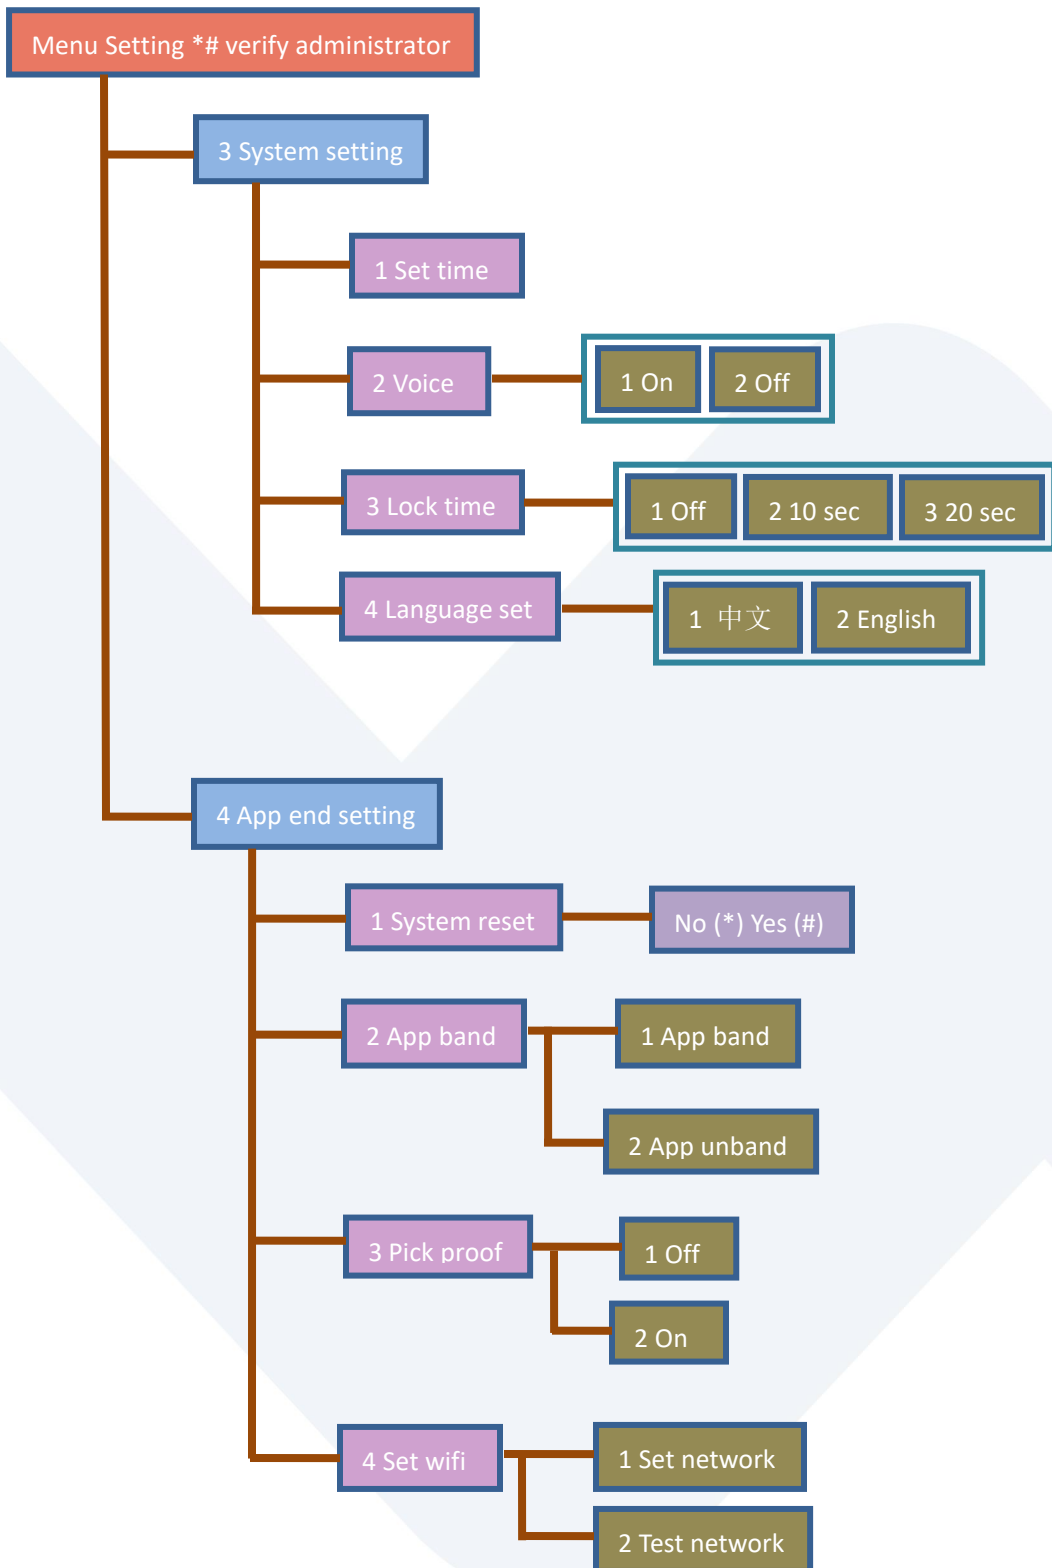 Menu Setting *# verify administrator
3 System setting
1 Set time
2 Voice
1 On
2 Off
3 Lock time
1 Off
2 10 sec
3 20 sec
4 Language set
1 中文
2 English
4 App end setting
1 System reset
No (*) Yes (#)
2 App band
1 App band
2 App unband
3 Pick proof
1 Off
2 On
4 Set wifi
1 Set network
2 Test network